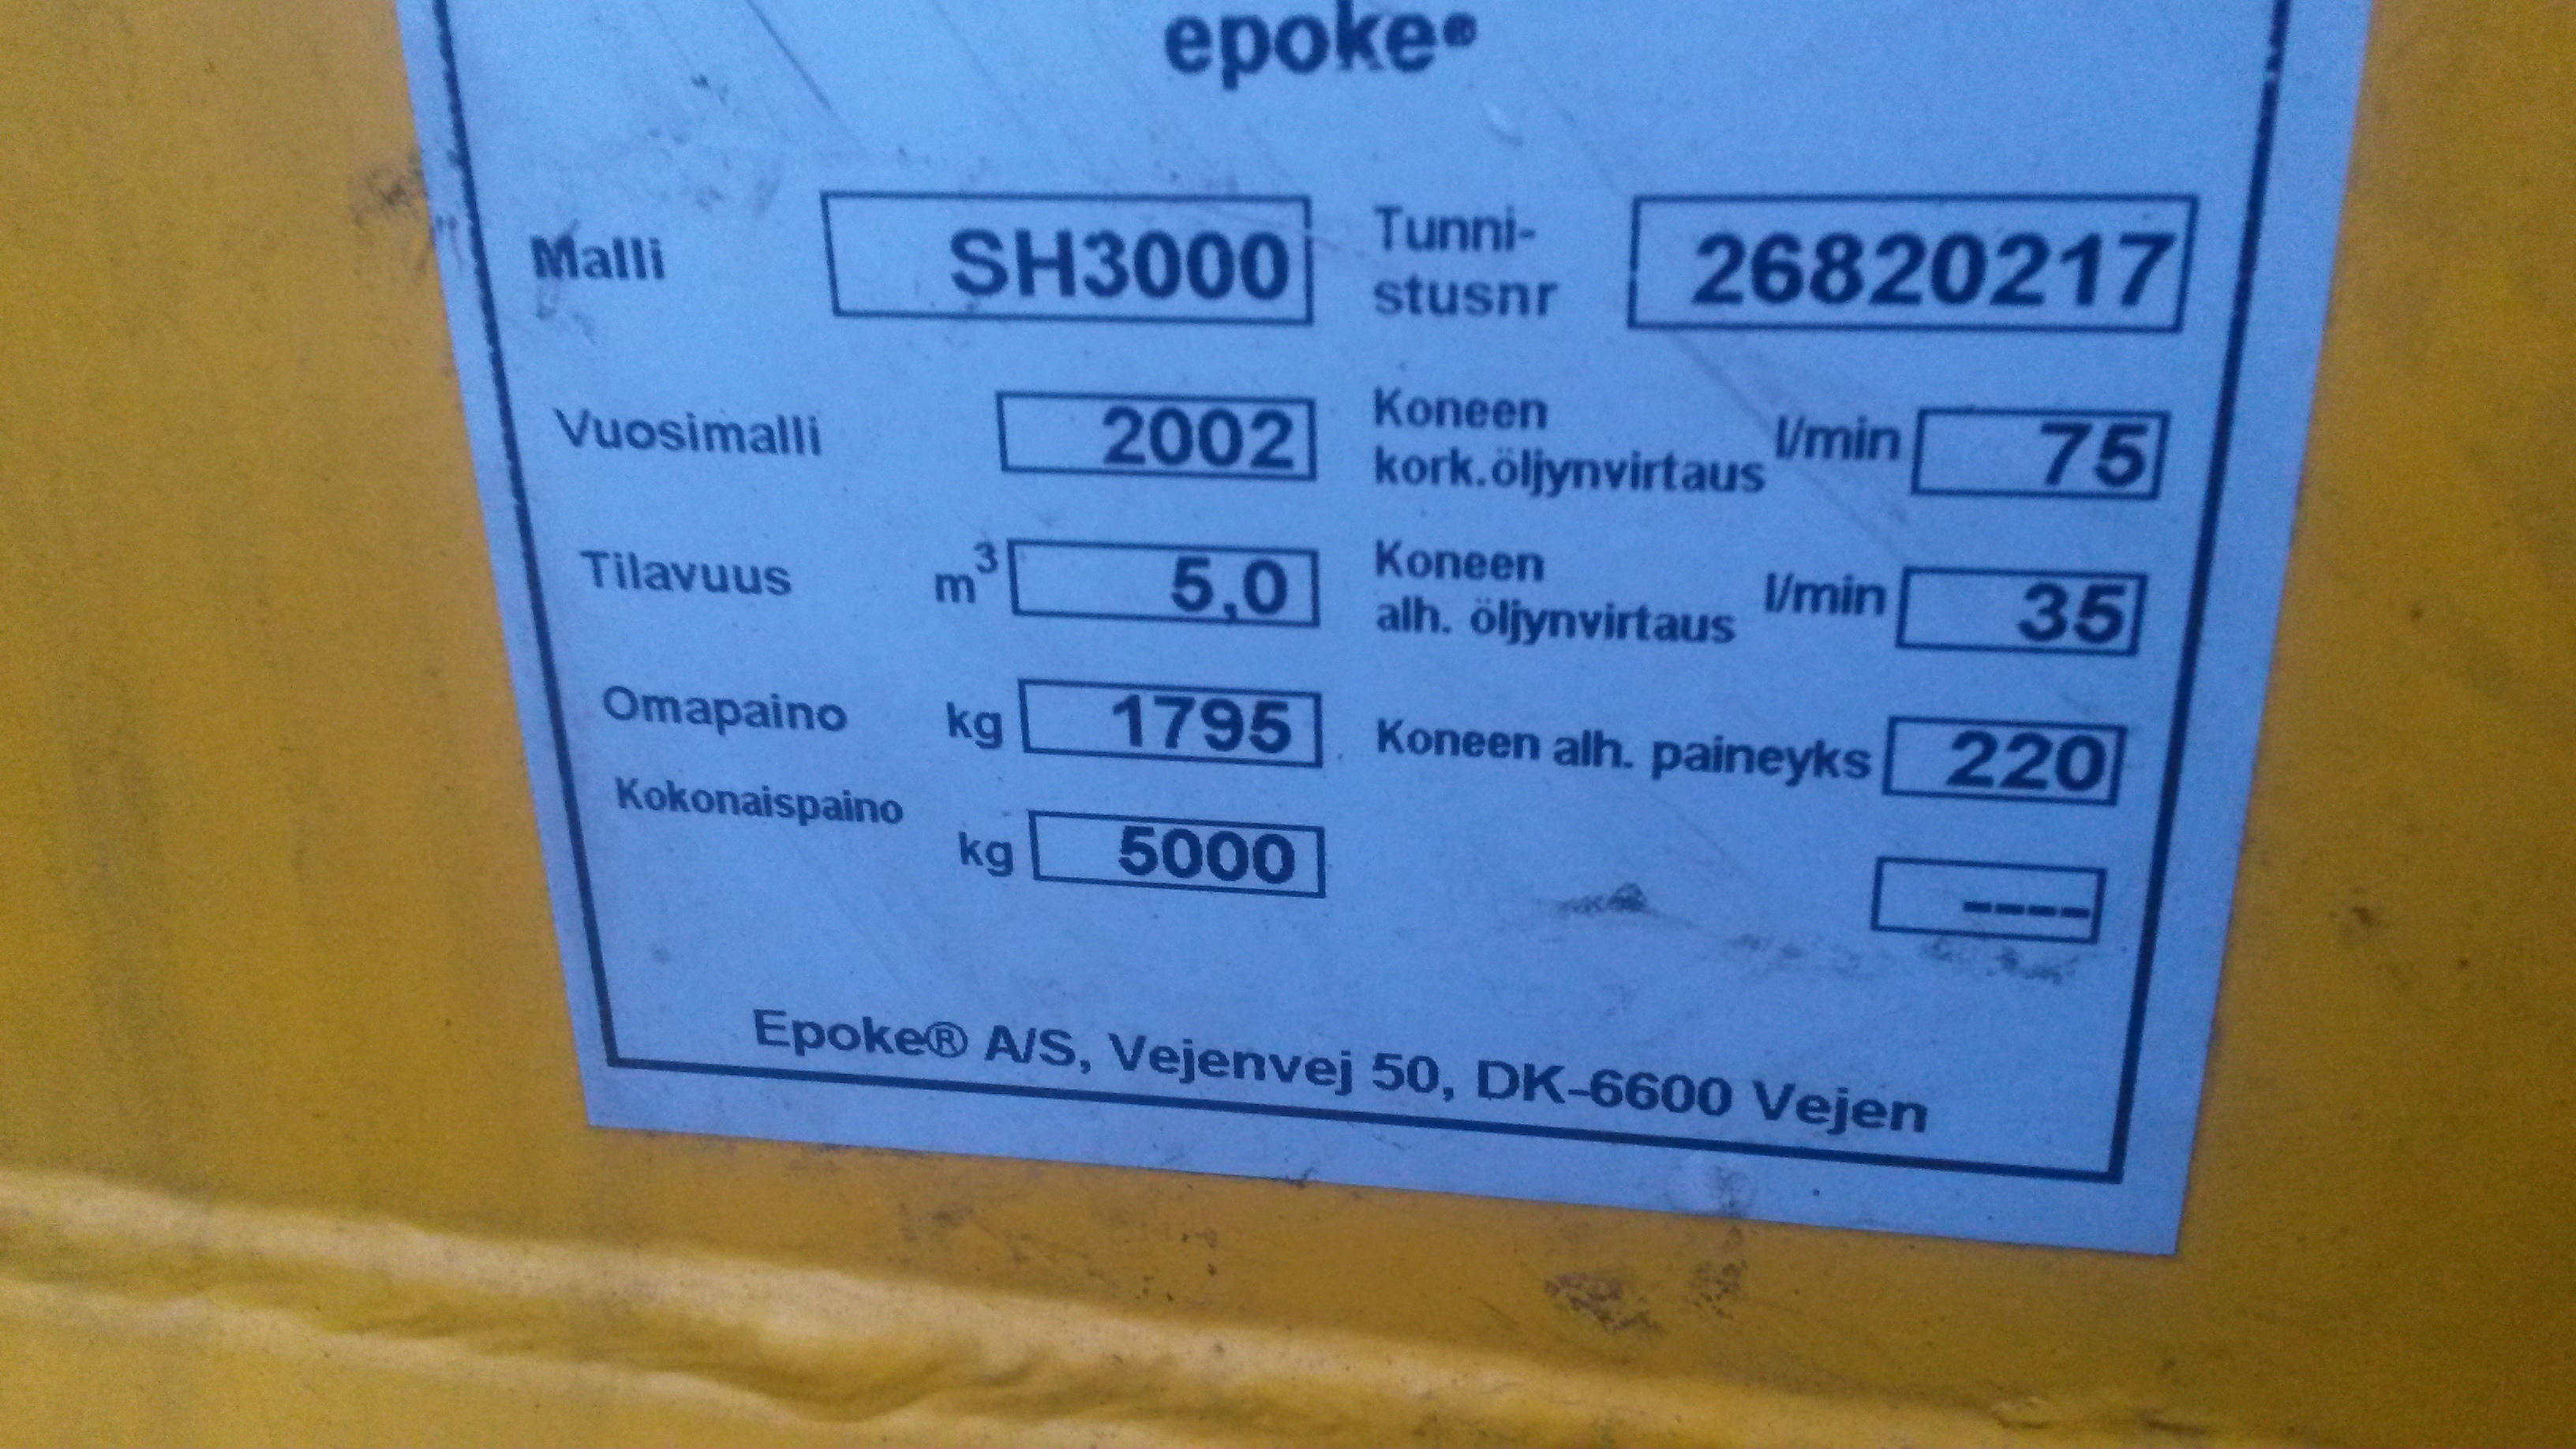 epoke®
Malli SH3000 Tunni-
stusnr 26820217
Vuosimalli 2002 Koneen
kork.öljynvirtaus l/min 75
Tilavuus m³ 5,0 Koneen
alh. öljynvirtaus l/min 35
Omapaino kg 1795 Koneen alh. paineyks 220
Kokonaispaino
kg 5000 ----
Epoke® A/S, Vejenvej 50, DK-6600 Vejen